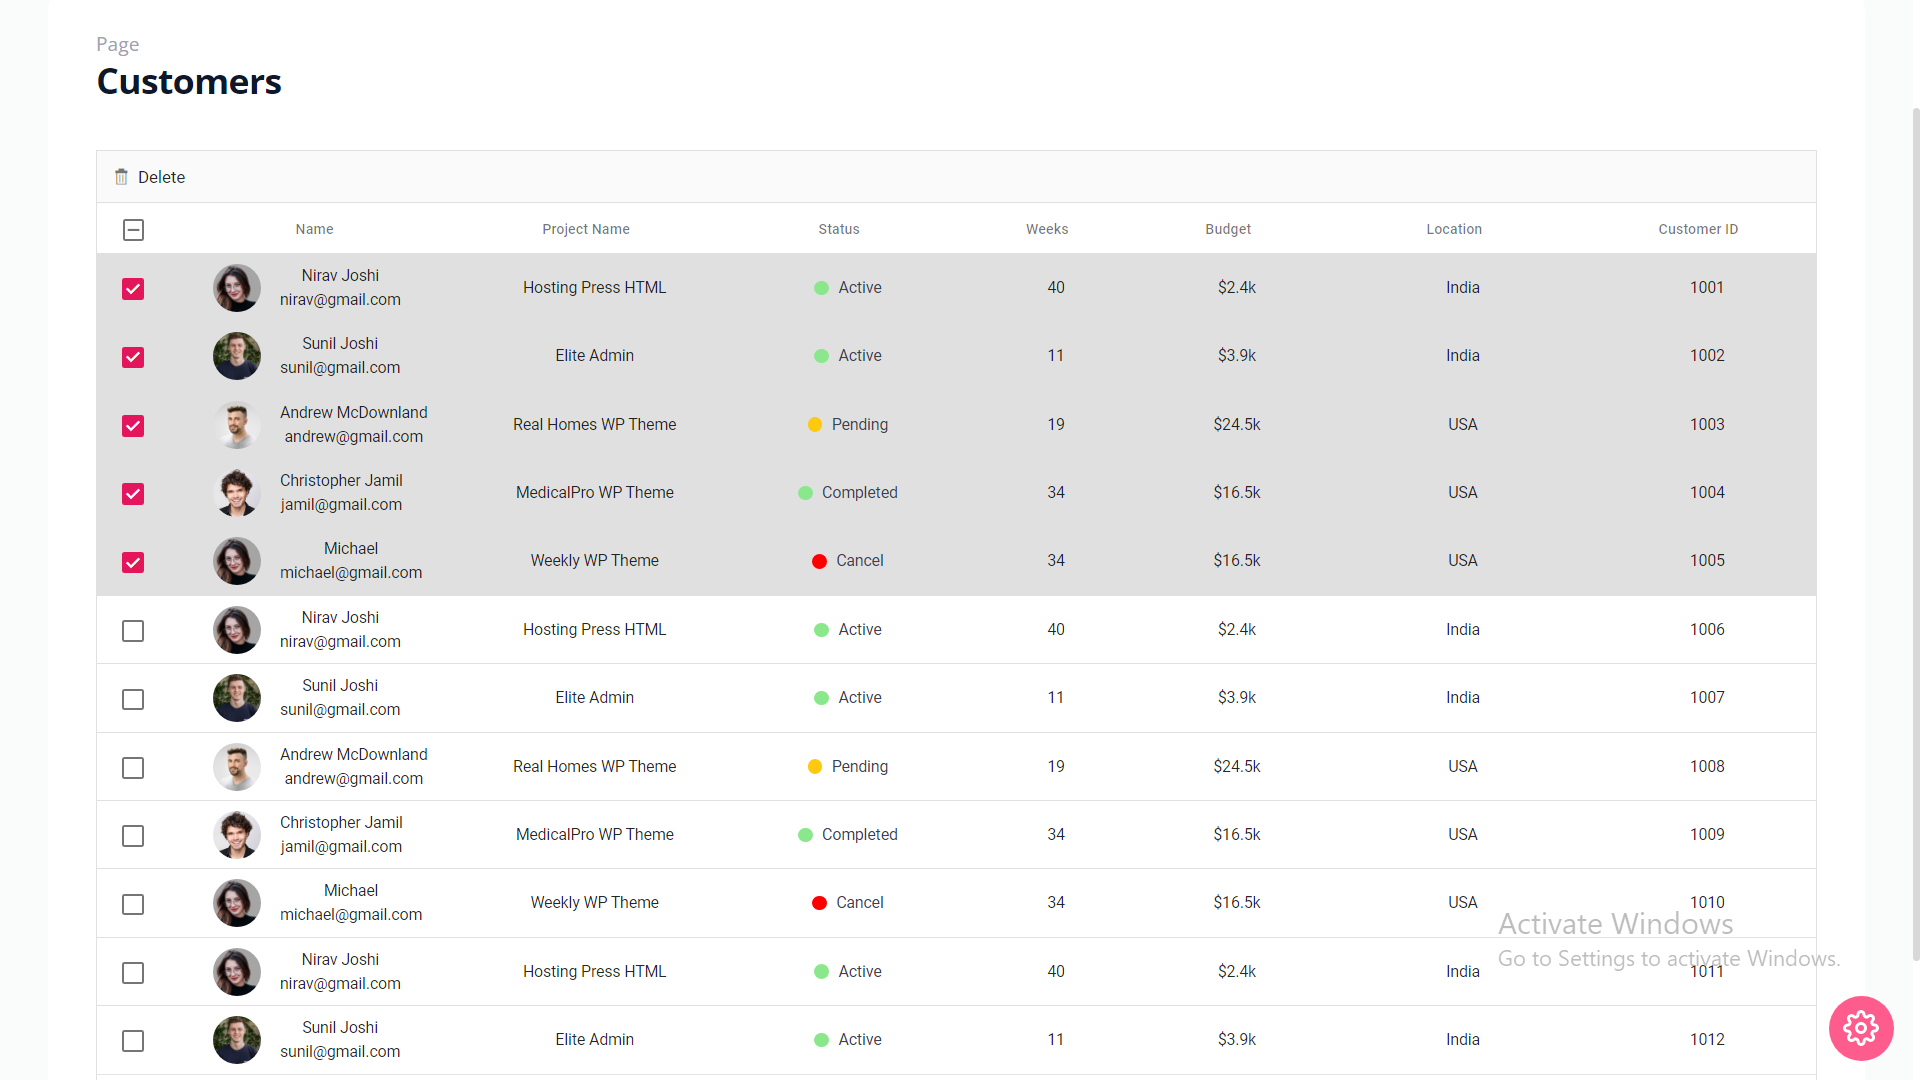 Page
Customers
Delete
Name Project Name Status Weeks Budget Location Customer ID
Nirav Joshi
nirav@gmail.com Hosting Press HTML Active 40 $2.4k India 1001
Sunil Joshi
sunil@gmail.com Elite Admin Active 11 $3.9k India 1002
Andrew McDownland
andrew@gmail.com Real Homes WP Theme Pending 19 $24.5k USA 1003
Christopher Jamil
jamil@gmail.com MedicalPro WP Theme Completed 34 $16.5k USA 1004
Michael
michael@gmail.com Weekly WP Theme Cancel 34 $16.5k USA 1005
Nirav Joshi
nirav@gmail.com Hosting Press HTML Active 40 $2.4k India 1006
Sunil Joshi
sunil@gmail.com Elite Admin Active 11 $3.9k India 1007
Andrew McDownland
andrew@gmail.com Real Homes WP Theme Pending 19 $24.5k USA 1008
Christopher Jamil
jamil@gmail.com MedicalPro WP Theme Completed 34 $16.5k USA 1009
Michael
michael@gmail.com Weekly WP Theme Cancel 34 $16.5k USA 1010
Activate Windows
Go to Settings to activate Windows.
Nirav Joshi
nirav@gmail.com Hosting Press HTML Active 40 $2.4k India 1011
Sunil Joshi
sunil@gmail.com Elite Admin Active 11 $3.9k India 1012